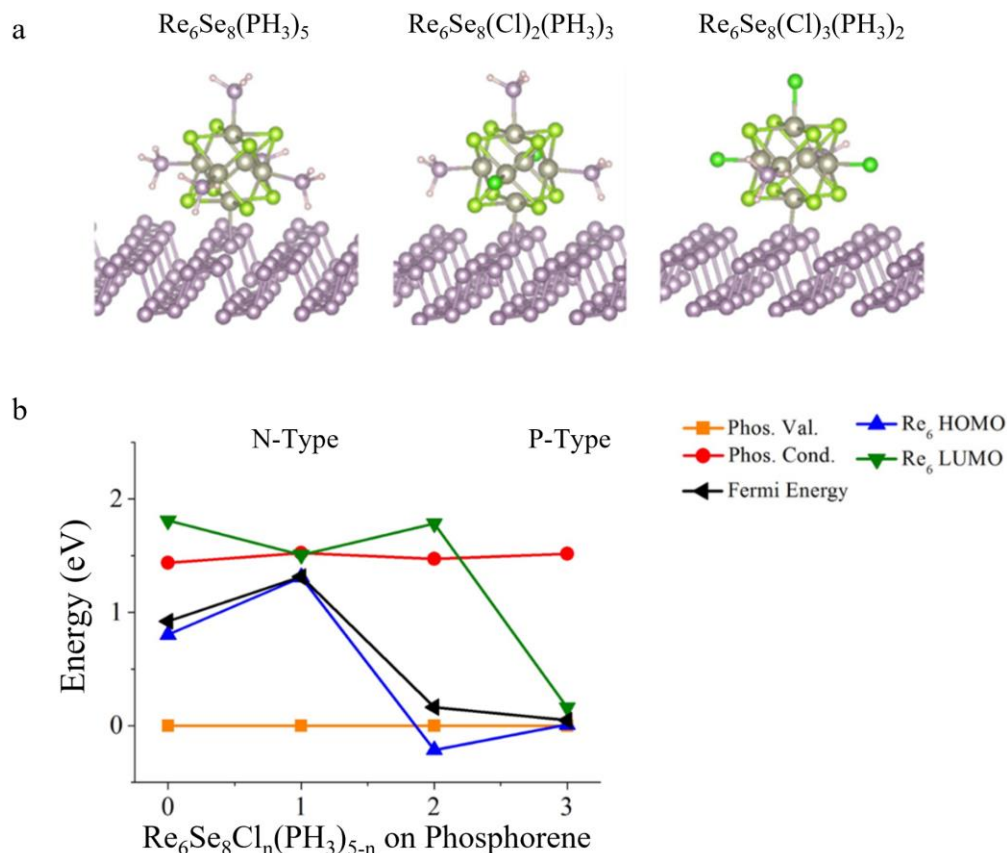 a
Re₆Se₈(PH₃)₅ Re₆Se₈(Cl)₂(PH₃)₃ Re₆Se₈(Cl)₃(PH₃)₂
b
N-Type P-Type
Phos. Val. Re₆ HOMO
Phos. Cond. Re₆ LUMO
Fermi Energy
Energy (eV)
2
1
0
0 1 2 3
Re₆Se₈Clₙ(PH₃)₅₋ₙ on Phosphorene